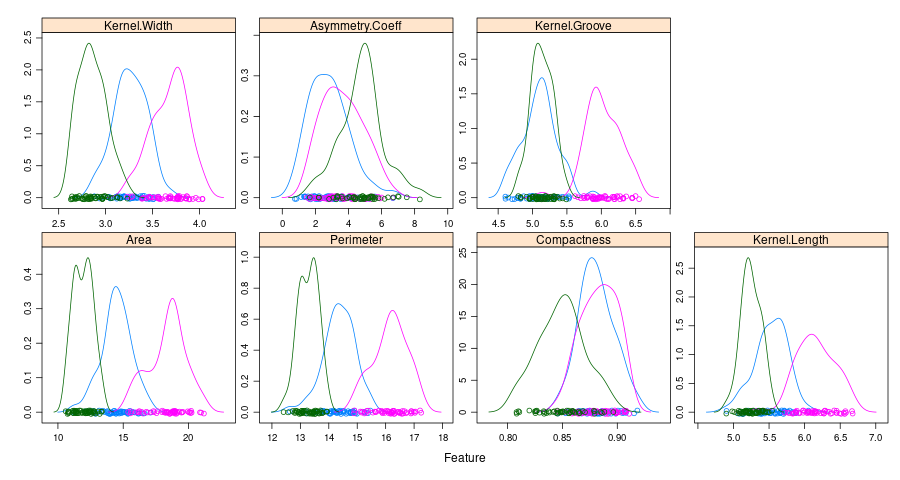 Kernel.Width
Asymmetry.Coeff
Kernel.Groove
0.0 0.5 1.0 1.5 2.0 2.5
2.5 3.0 3.5 4.0
0.0 0.1 0.2 0.3
0 2 4 6 8 10
0.0 0.5 1.0 1.5 2.0
4.5 5.0 5.5 6.0 6.5
Area
Perimeter
Compactness
Kernel.Length
0.0 0.1 0.2 0.3 0.4
10 15 20
0.0 0.2 0.4 0.6 0.8 1.0
12 13 14 15 16 17 18
0 5 10 15 20 25
0.80 0.85 0.90
0.0 0.5 1.0 1.5 2.0 2.5
5.0 5.5 6.0 6.5 7.0
Feature